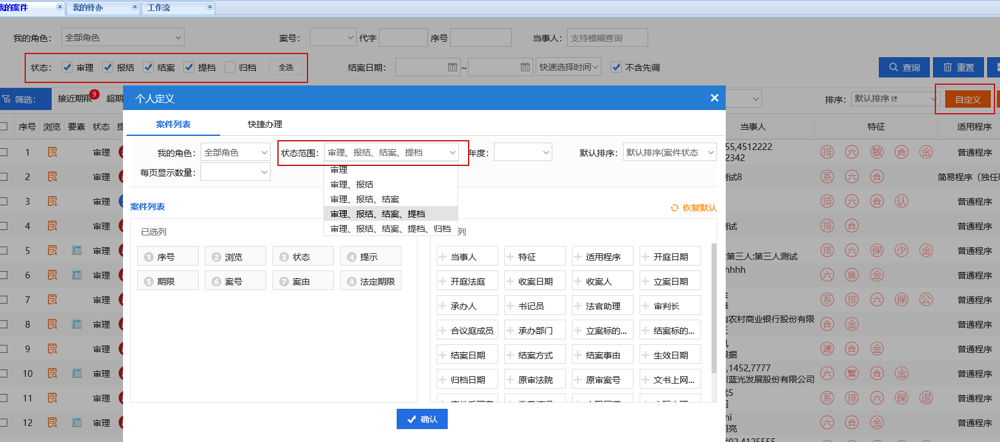 我的案件 我的待办 工作流
我的角色： 全部角色 案号： 代字 序号 当事人： 支持模糊查询
状态： 审理 报结 结案 提档 归档 全选 结案日期： ~ 快速选择时间 不含先调 查询 重置
筛选： 接近期限 9 超期 排序： 默认排序 自定义
个人定义
案件列表 快捷办理
我的角色： 全部角色 状态范围： 审理、报结、结案、提档 年度： 默认排序： 默认排序(案件状态
每页显示数量：
审理
审理、报结
审理、报结、结案
审理、报结、结案、提档
审理、报结、结案、提档、归档
案件列表 恢复默认
已选列 列
1 序号 2 浏览 3 状态 4 提示
5 期限 6 案号 7 案由 8 法定期限
当事人 特征 适用程序 开庭日期
开庭法庭 收案日期 收案人 立案日期
承办人 书记员 法官助理 审判长
合议庭成员 承办部门 立案标的... 结案标的...
结案日期 结案方式 结案事由 生效日期
归档日期 原审法院 原审案号 文书上网...
确认
序号 浏览 要素 状态 当事人 特征 适用程序
1 审理 55,4512222 排 六 敏 合 金 普通程序
2342
2 审理 测试8 系 六 合 简易程序（独任
3 审理 排 六 合 认 普通程序
4 审理 测试 排 合 普通程序
5 审理 第三人:第三人测试 排 六 保 少 金 普通程序
6 审理 hhhh 六 独 金 普通程序
7 审理 系 排 六 保 公 普通程序
8 审理 农村商业银行股份有限 合 金 普通程序
9 审理 根据 速 合 金 普通程序
10 审理 ,1452,7777 六 繁 合 金 普通程序
蓝光发展股份有限公司
11 审理 5 系 排 六 保 退 普通程序
12 审理 hi 六 合 金 普通程序
明亮
02,4125555